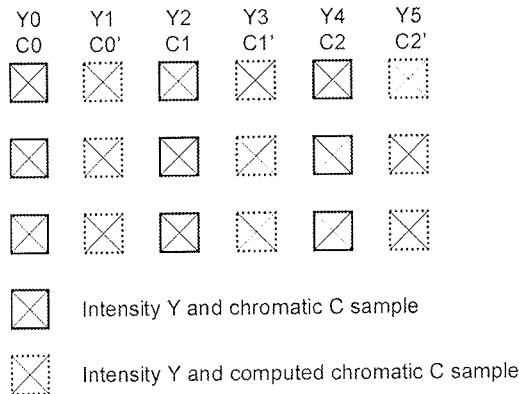 Y0 Y1 Y2 Y3 Y4 Y5
C0 C0' C1 C1' C2 C2'
Intensity Y and chromatic C sample
Intensity Y and computed chromatic C sample